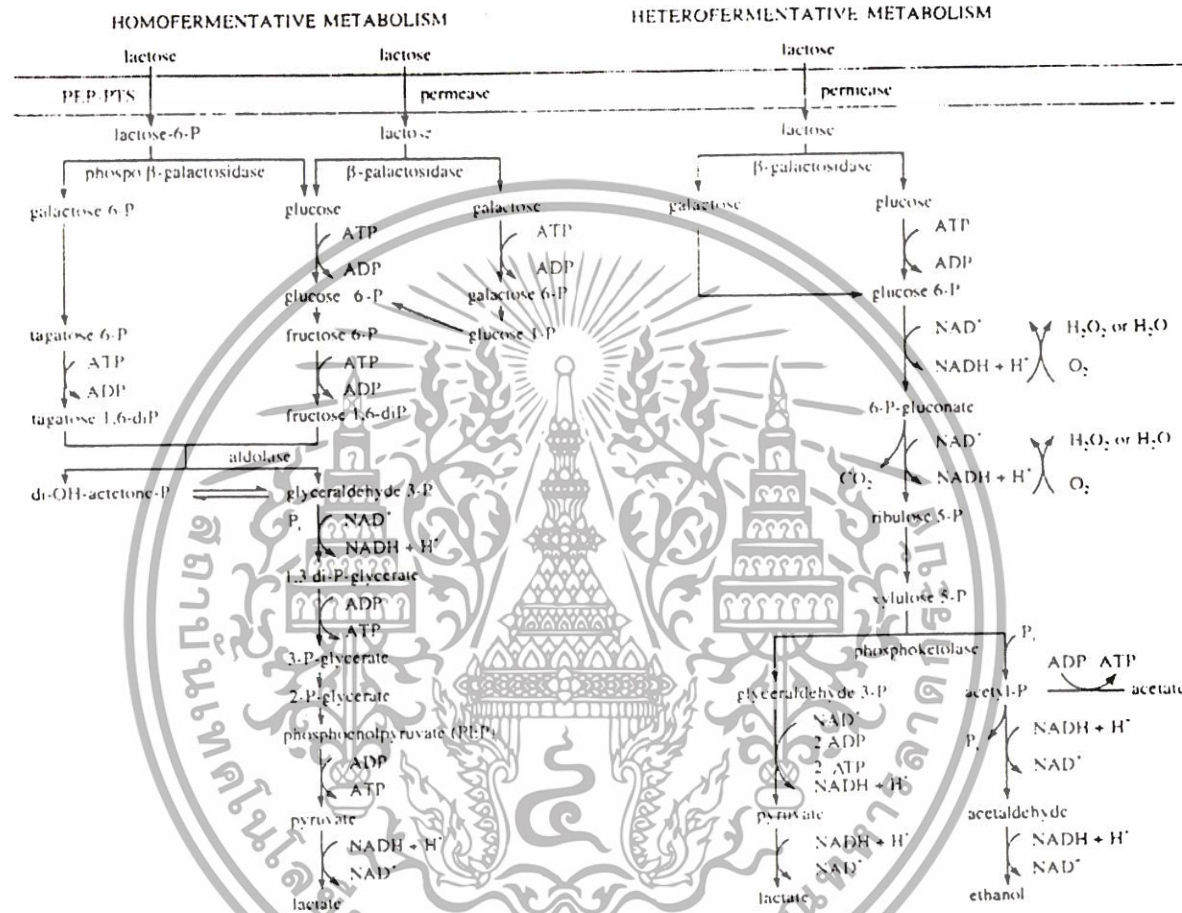 HOMOFERMENTATIVE METABOLISM
HETEROFERMENTATIVE METABOLISM
lactose lactose lactose
PEP-PTS permease permease
lactose-6-P lactose lactose
phospo β-galactosidase β-galactosidase β-galactosidase
galactose 6-P glucose galactose galactose glucose
ATP ATP ATP
ADP ADP ADP
glucose 6-P galactose 6-P glucose 6-P
tagatose 6-P fructose 6-P glucose 1-P
NAD⁺ H₂O₂ or H₂O
NADH + H⁺ O₂
ATP ATP
ADP ADP
tagatose 1,6-diP fructose 1,6-diP 6-P-gluconate
aldolase
NAD⁺ H₂O₂ or H₂O
CO₂ NADH + H⁺ O₂
di-OH-actetone-P glyceraldehyde 3-P
Pᵢ NAD⁺
NADH + H⁺
ribulose 5-P
1,3 di-P-glycerate
ADP
ATP
xylulose 5-P
3-P-glycerate
phosphoketolase Pᵢ
2-P-glycerate
glyceraldehyde 3-P acetyl-P ADP ATP acetate
phosphoenolpyruvate (PEP)
NAD⁺
2 ADP
2 ATP
NADH + H⁺
Pᵢ NADH + H⁺
NAD⁺
ADP
ATP
pyruvate pyruvate acetaldehyde
NADH + H⁺ NADH + H⁺ NADH + H⁺
NAD⁺ NAD⁺ NAD⁺
lactate lactate ethanol